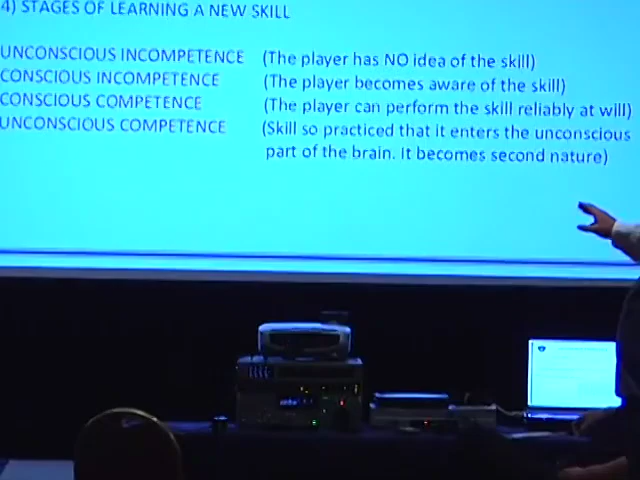 4) STAGES OF LEARNING A NEW SKILL
UNCONSCIOUS INCOMPETENCE (The player has NO idea of the skill)
CONSCIOUS INCOMPETENCE (The player becomes aware of the skill)
CONSCIOUS COMPETENCE (The player can perform the skill reliably at will)
UNCONSCIOUS COMPETENCE (Skill so practiced that it enters the unconscious
part of the brain. It becomes second nature)